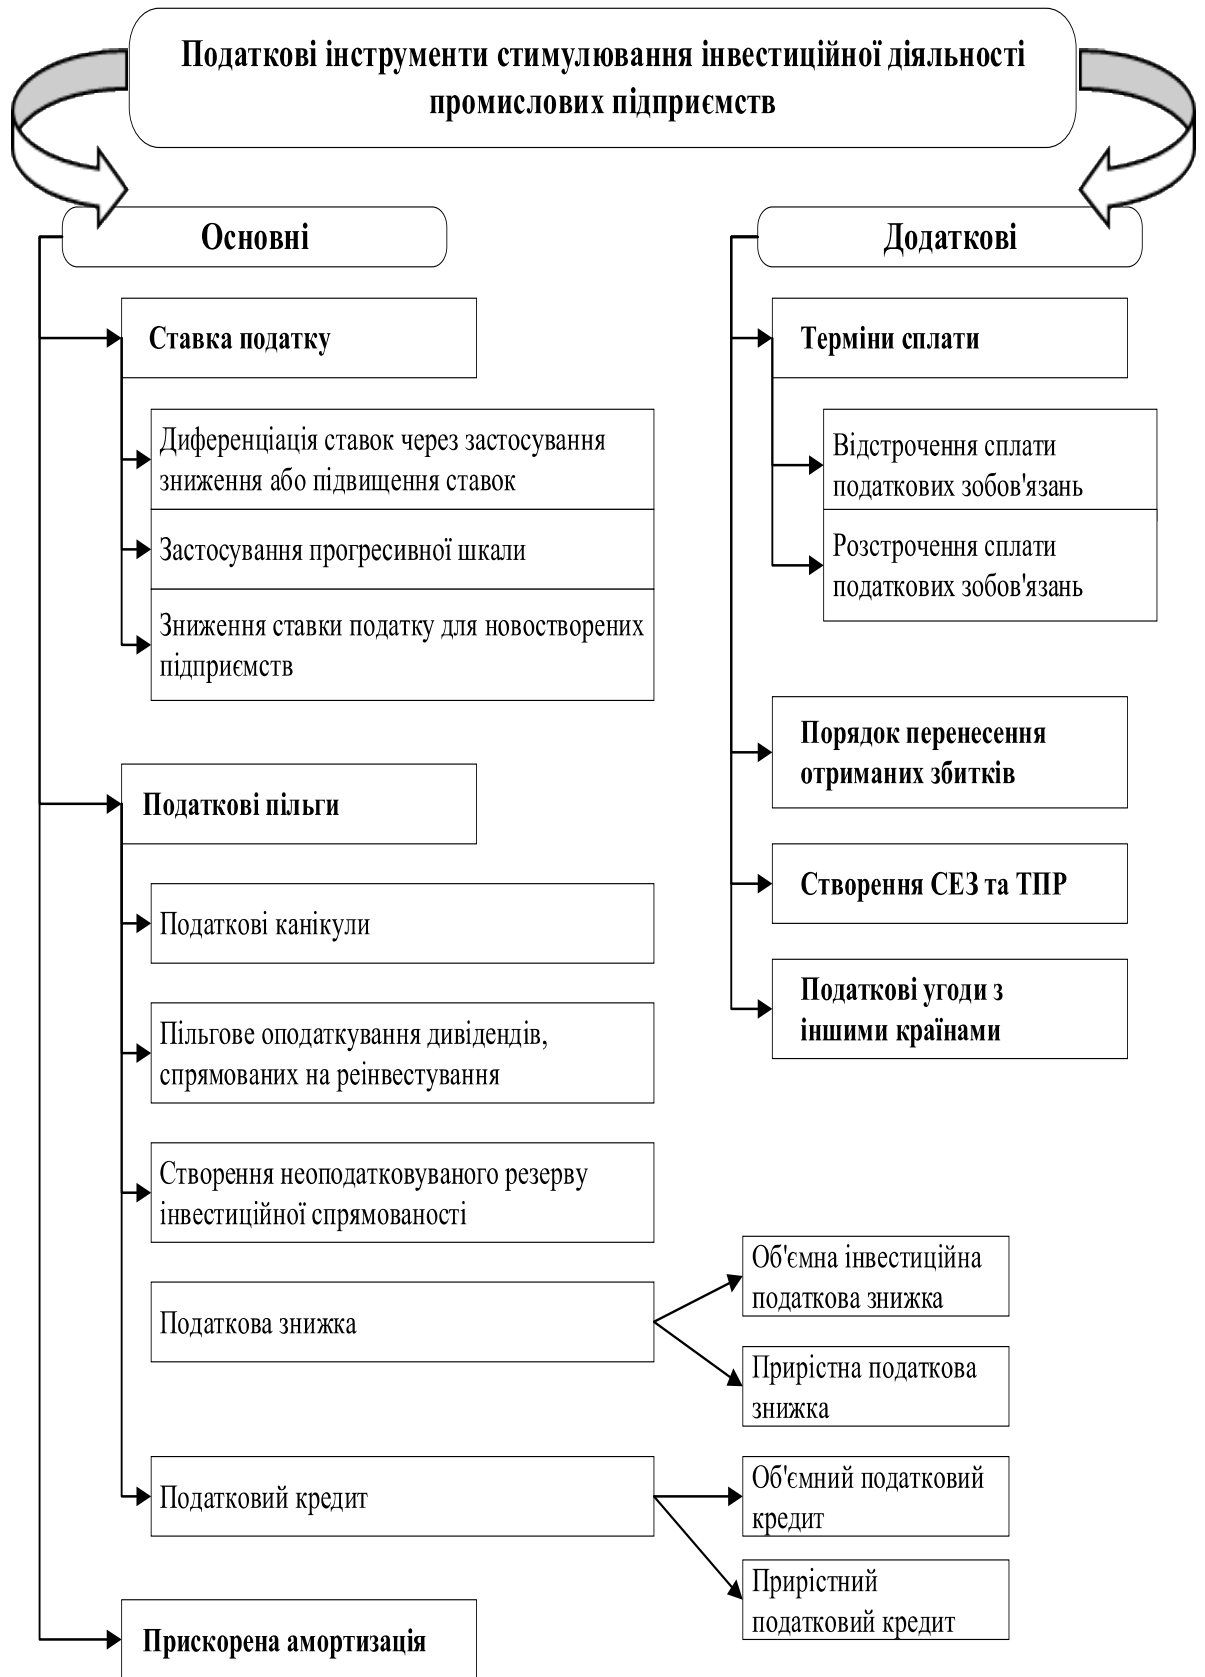 Податкові інструменти стимулювання інвестиційної діяльності
промислових підприємств
Основні
Ставка податку
Диференціація ставок через застосування
зниження або підвищення ставок
Застосування прогресивної шкали
Зниження ставки податку для новостворених
підприємств
Податкові пільги
Податкові канікули
Пільгове оподаткування дивідендів,
спрямованих на реінвестування
Створення неоподатковуваного резерву
інвестиційної спрямованості
Податкова знижка
Об'ємна інвестиційна
податкова знижка
Прирістна податкова
знижка
Податковий кредит
Об'ємний податковий
кредит
Прирістний
податковий кредит
Прискорена амортизація
Додаткові
Терміни сплати
Відстрочення сплати
податкових зобов'язань
Розстрочення сплати
податкових зобов'язань
Порядок перенесення
отриманих збитків
Створення СЕЗ та ТПР
Податкові угоди з
іншими країнами